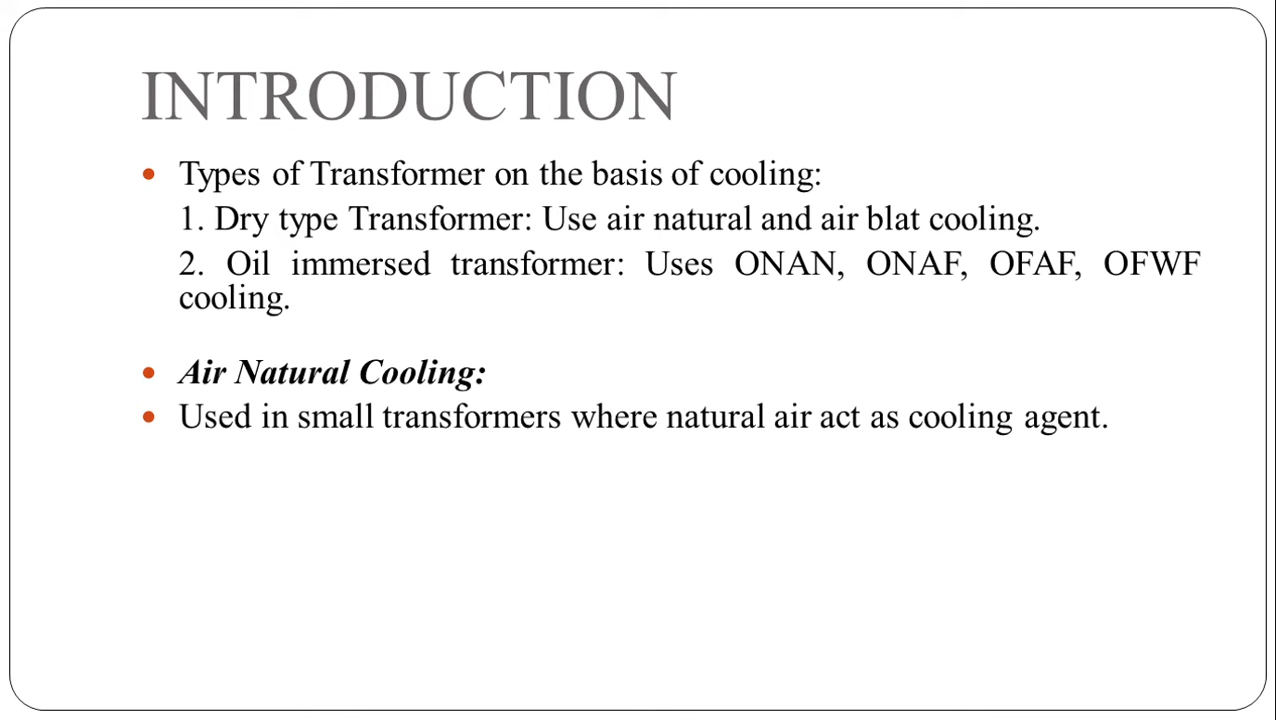 INTRODUCTION
• Types of Transformer on the basis of cooling:
1. Dry type Transformer: Use air natural and air blat cooling.
2. Oil immersed transformer: Uses ONAN, ONAF, OFAF, OFWF
cooling.
• Air Natural Cooling:
• Used in small transformers where natural air act as cooling agent.